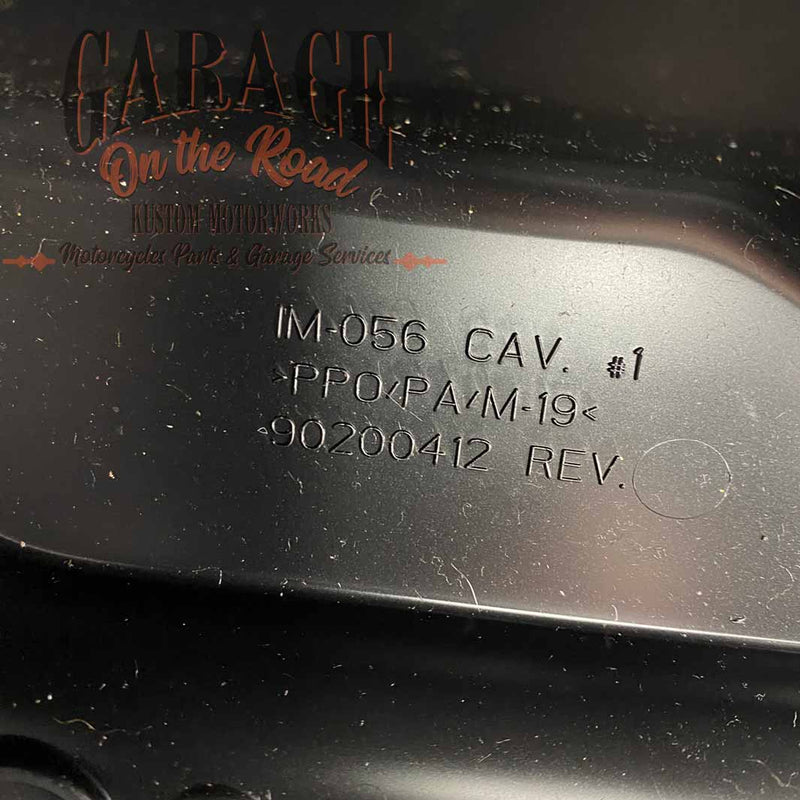 GARAGE
On the Road
KUSTOM MOTORWORKS
Motorcycles Parts & Garage Services
IM-056 CAV. #1
>PPO/PA/M-19<
90200412 REV.